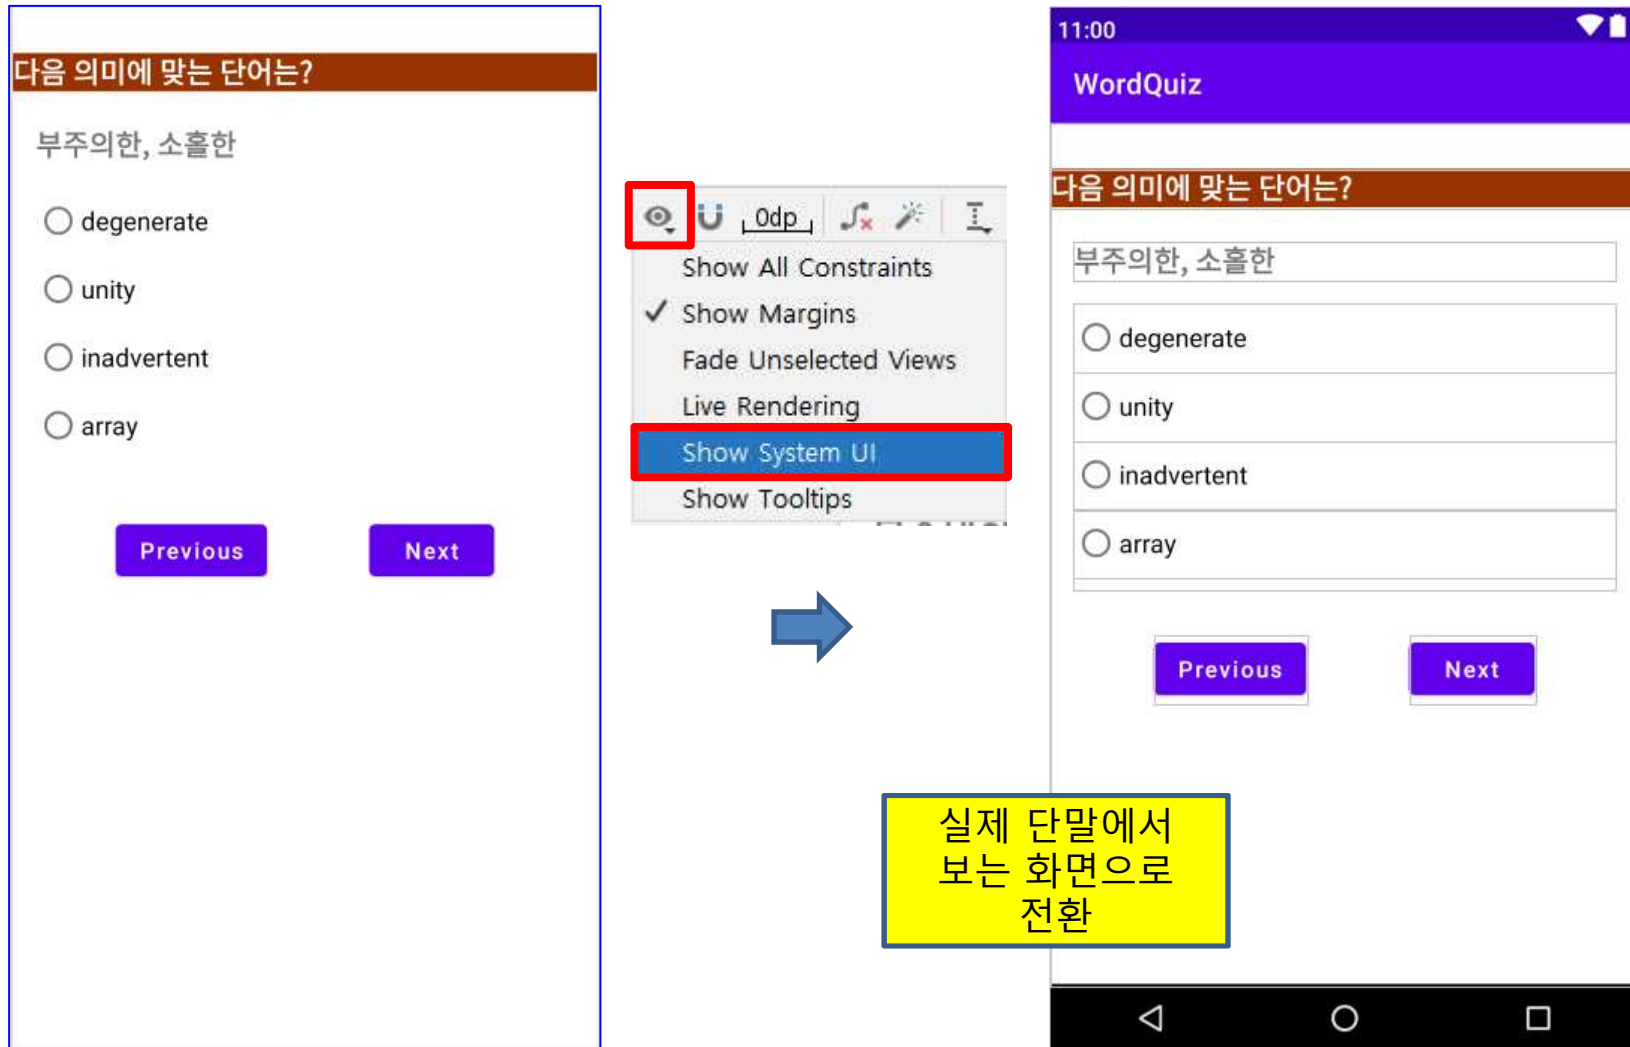 다음 의미에 맞는 단어는?
부주의한, 소홀한
degenerate
unity
inadvertent
array
Previous
Next
0dp
Show All Constraints
Show Margins
Fade Unselected Views
Live Rendering
Show System UI
Show Tooltips
실제 단말에서
보는 화면으로
전환
11:00
WordQuiz
다음 의미에 맞는 단어는?
부주의한, 소홀한
degenerate
unity
inadvertent
array
Previous
Next